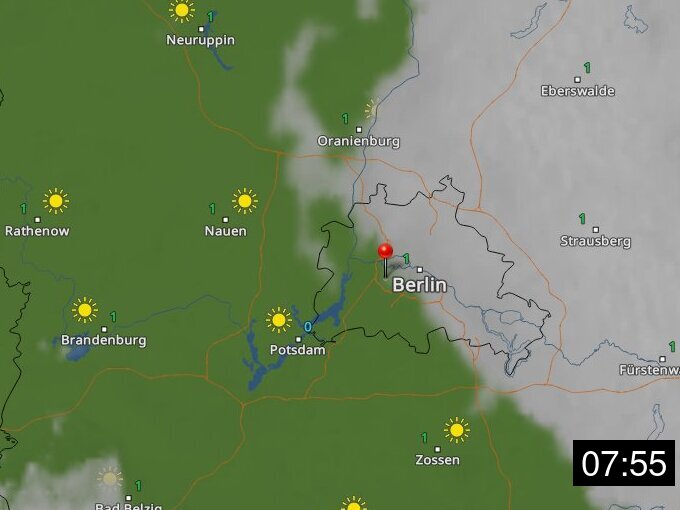 1
Neuruppin
1
Eberswalde
1
Oranienburg
1
Rathenow
1
Nauen
1
Strausberg
1
Berlin
1
Brandenburg
0
Potsdam
1
Fürstenwa
1
Zossen
07:55
1
Bad Belzig